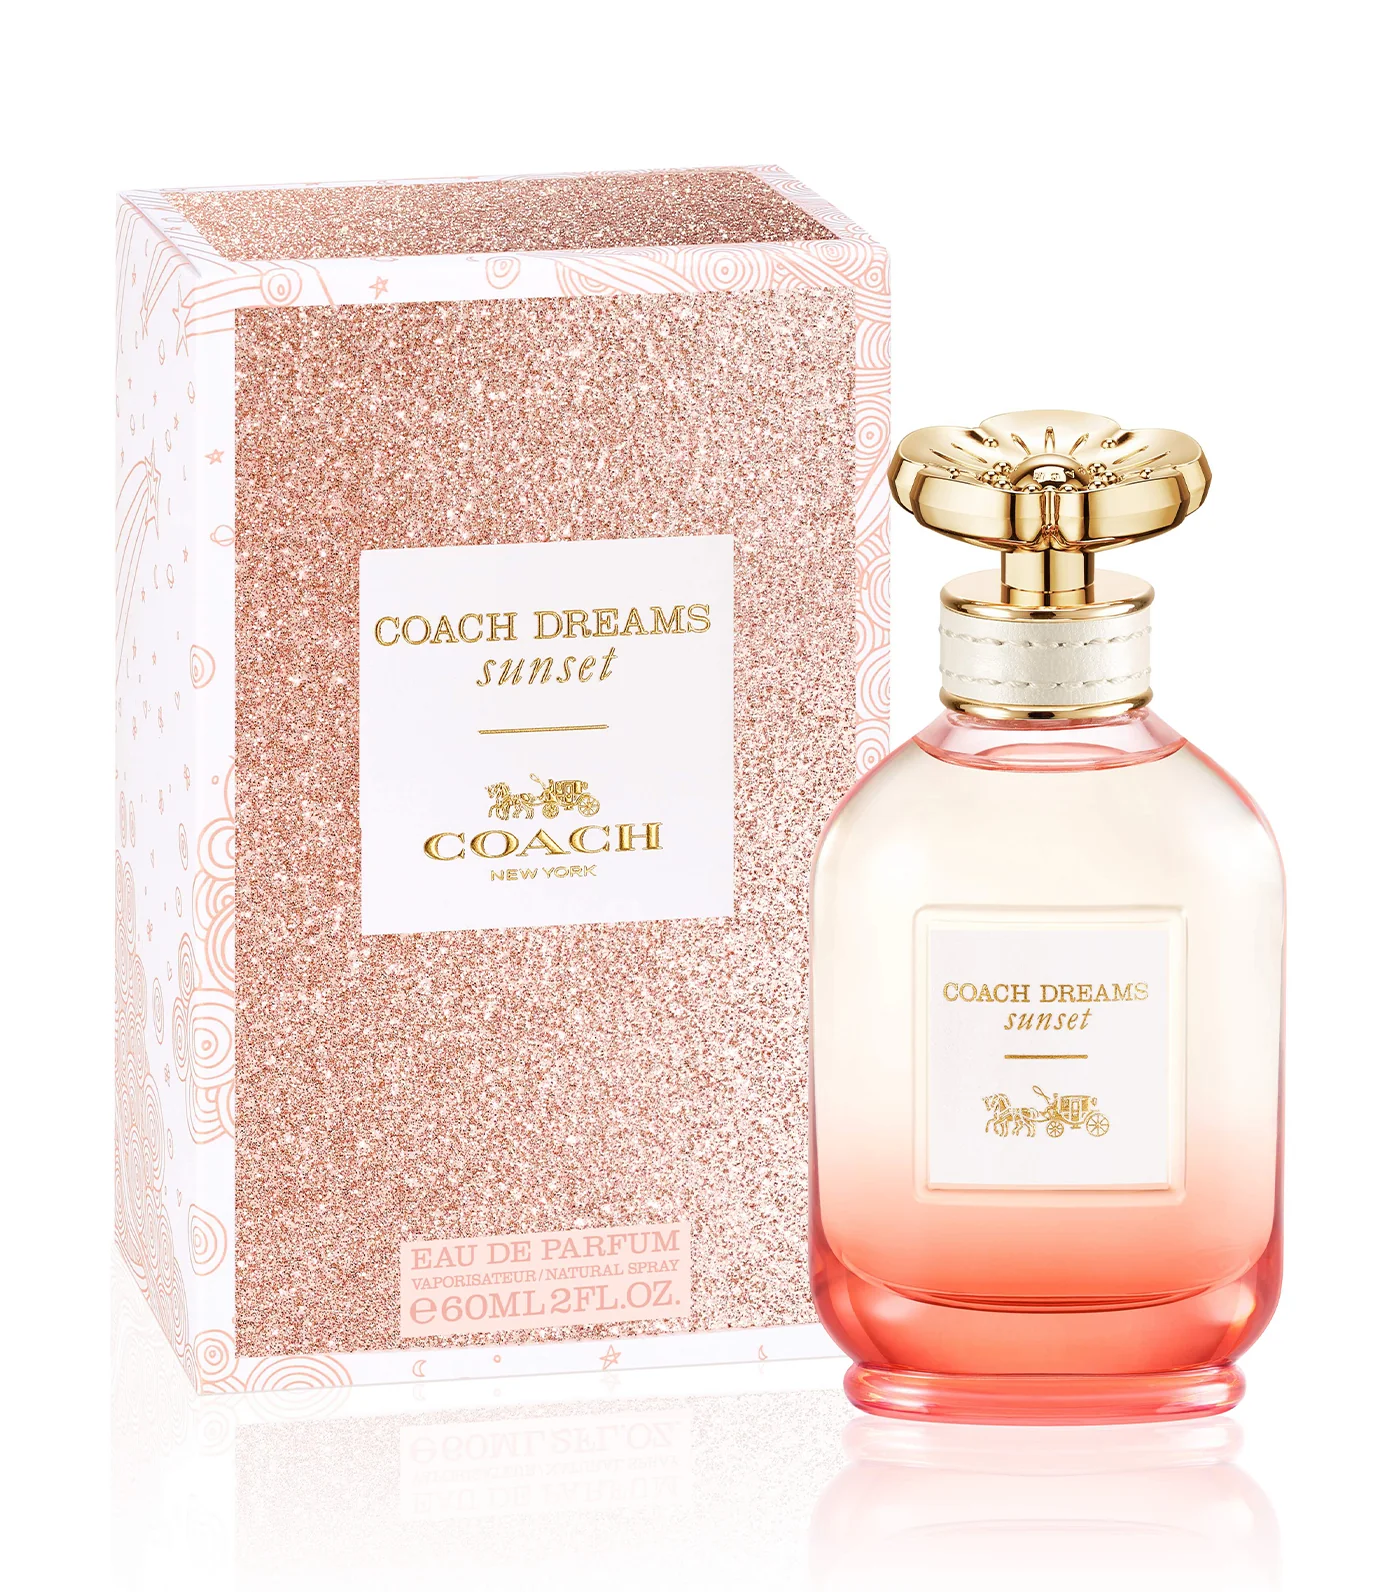 COACH DREAMS
sunset
COACH
NEW YORK
EAU DE PARFUM
VAPORISATEUR/NATURAL SPRAY
℮60ML 2FL.OZ.
COACH DREAMS
sunset